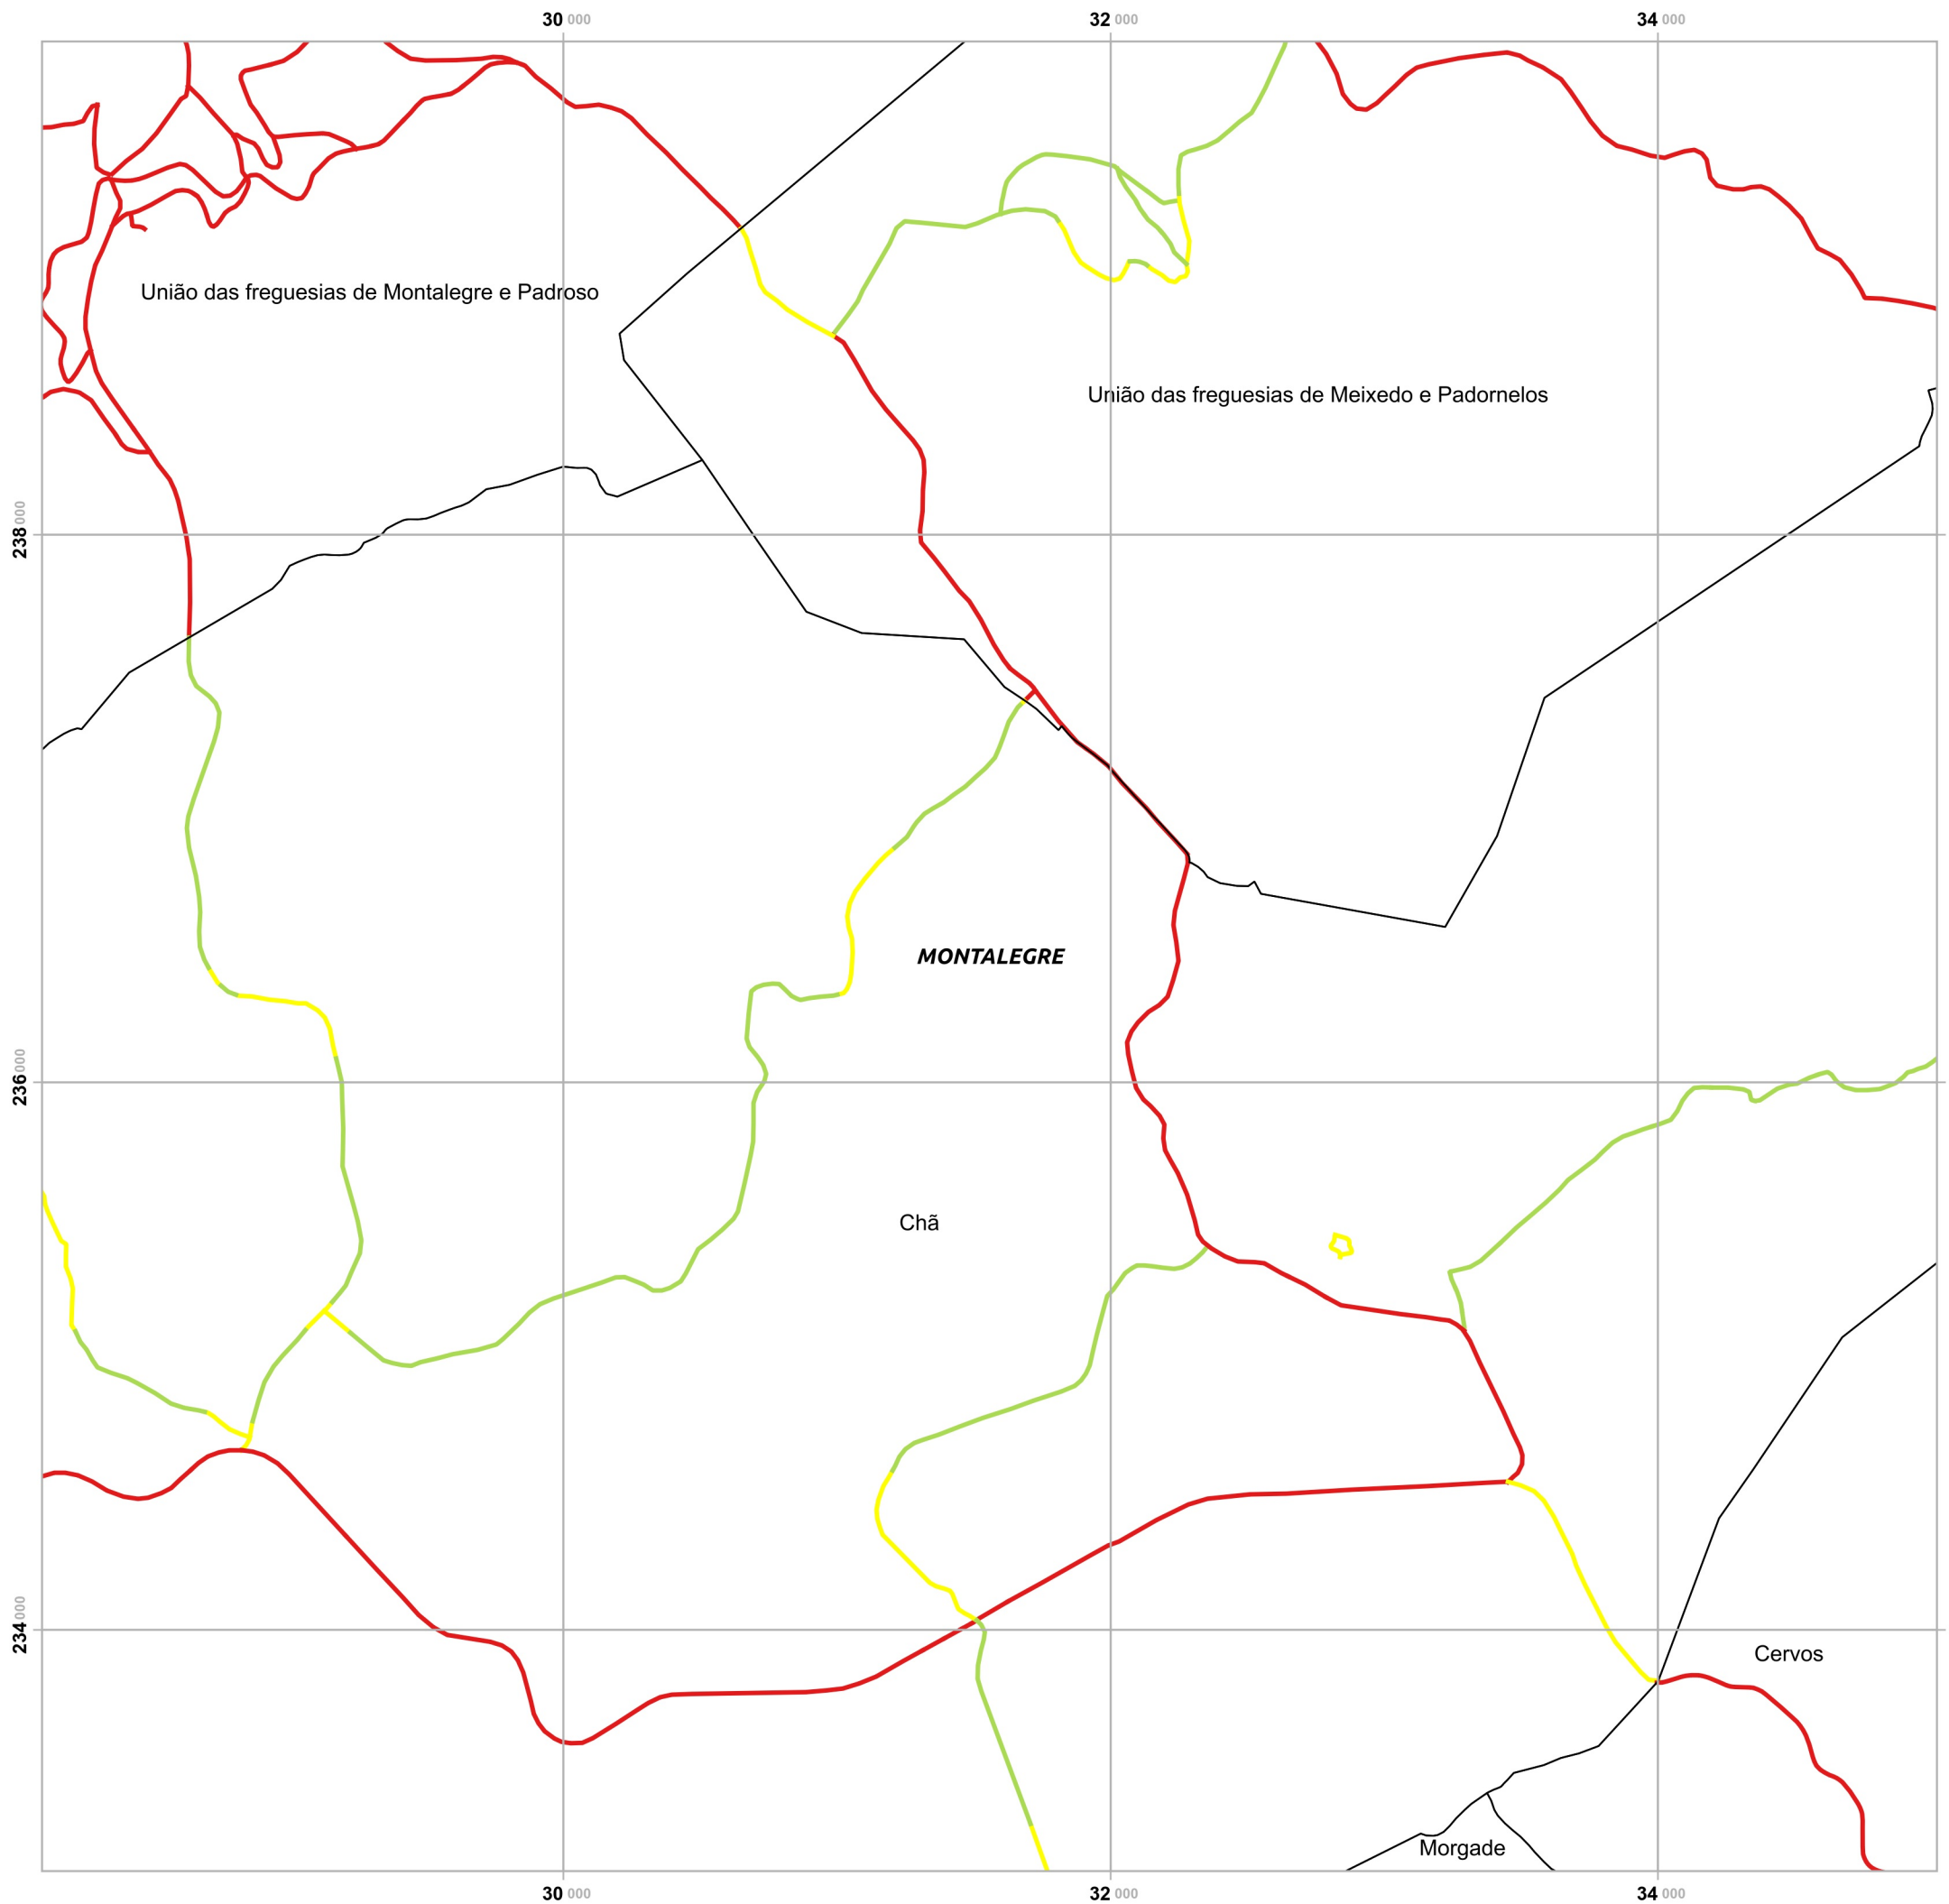 30 000 32 000 34 000
União das freguesias de Montalegre e Padroso
União das freguesias de Meixedo e Padornelos
238 000
MONTALEGRE
236 000
Chã
234 000
Cervos
Morgade
30 000 32 000 34 000